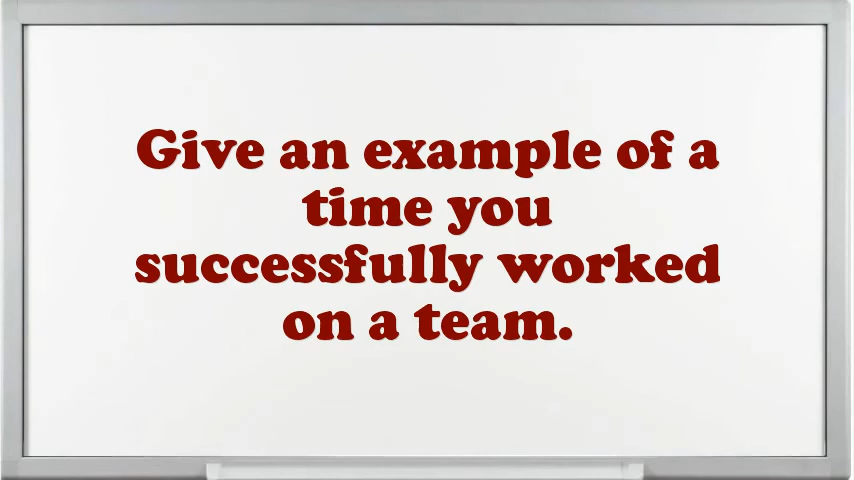 Give an example of a
time you
successfully worked
on a team.